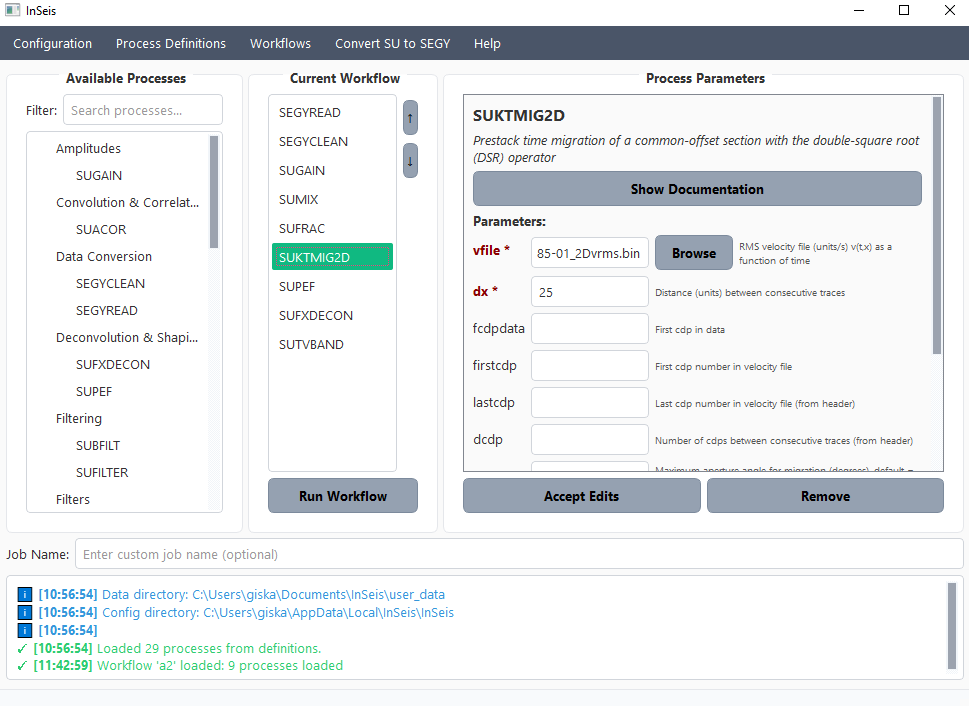 InSeis
Configuration Process Definitions Workflows Convert SU to SEGY Help
Available Processes
Filter: Search processes...
Amplitudes
SUGAIN
Convolution & Correlat...
SUACOR
Data Conversion
SEGYCLEAN
SEGYREAD
Deconvolution & Shapi...
SUFXDECON
SUPEF
Filtering
SUBFILT
SUFILTER
Filters
Current Workflow
SEGYREAD
SEGYCLEAN
SUGAIN
SUMIX
SUFRAC
SUKTMIG2D
SUPEF
SUFXDECON
SUTVBAND
↑
↓
Run Workflow
Process Parameters
SUKTMIG2D
Prestack time migration of a common-offset section with the double-square root
(DSR) operator
Show Documentation
Parameters:
vfile * 85-01_2Dvrms.bin Browse RMS velocity file (units/s) v(t,x) as a
function of time
dx * 25 Distance (units) between consecutive traces
fcdpdata First cdp in data
firstcdp First cdp number in velocity file
lastcdp Last cdp number in velocity file (from header)
dcdp Number of cdps between consecutive traces (from header)
Maximum aperture angle for migration (degrees), default =
Accept Edits Remove
Job Name: Enter custom job name (optional)
i [10:56:54] Data directory: C:\Users\giska\Documents\InSeis\user_data
i [10:56:54] Config directory: C:\Users\giska\AppData\Local\InSeis\InSeis
i [10:56:54]
✓ [10:56:54] Loaded 29 processes from definitions.
✓ [11:42:59] Workflow 'a2' loaded: 9 processes loaded